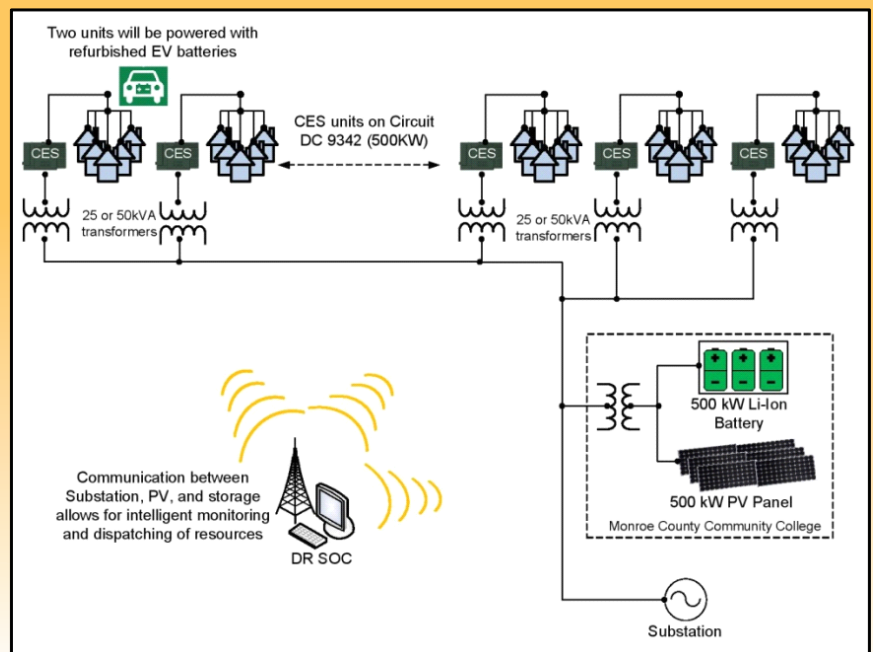 Two units will be powered with
refurbished EV batteries
CES units on Circuit
DC 9342 (500KW)
CES
CES
CES
CES
CES
25 or 50kVA
transformers
25 or 50kVA
transformers
500 kW Li-Ion
Battery
500 kW PV Panel
Monroe County Community College
Communication between
Substation, PV, and storage
allows for intelligent monitoring
and dispatching of resources
DR SOC
Substation